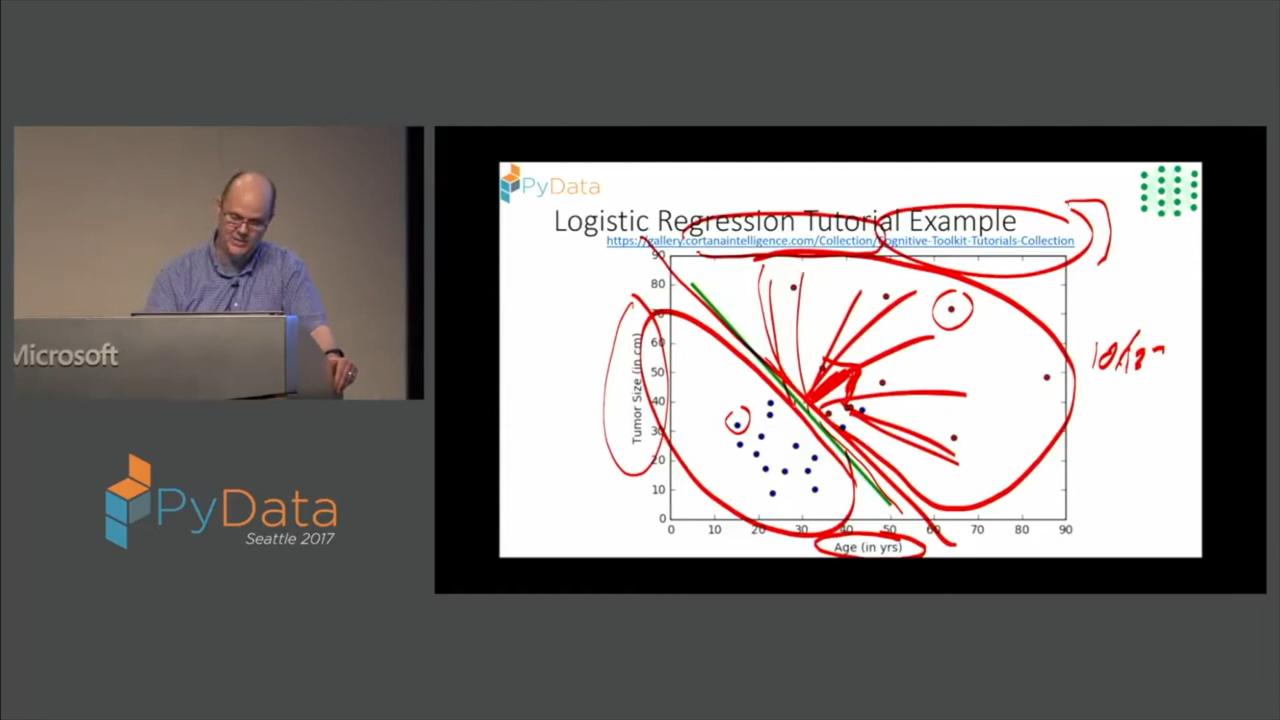 PyData
Logistic Regression Tutorial Example
https://gallery.cortanaintelligence.com/Collection/Cognitive-Toolkit-Tutorials-Collection
90
80
70
60
50
40
30
20
10
0
Tumor Size (in cm)
0 10 20 30 40 50 60 70 80 90
Age (in yrs)
Microsoft
PyData
Seattle 2017